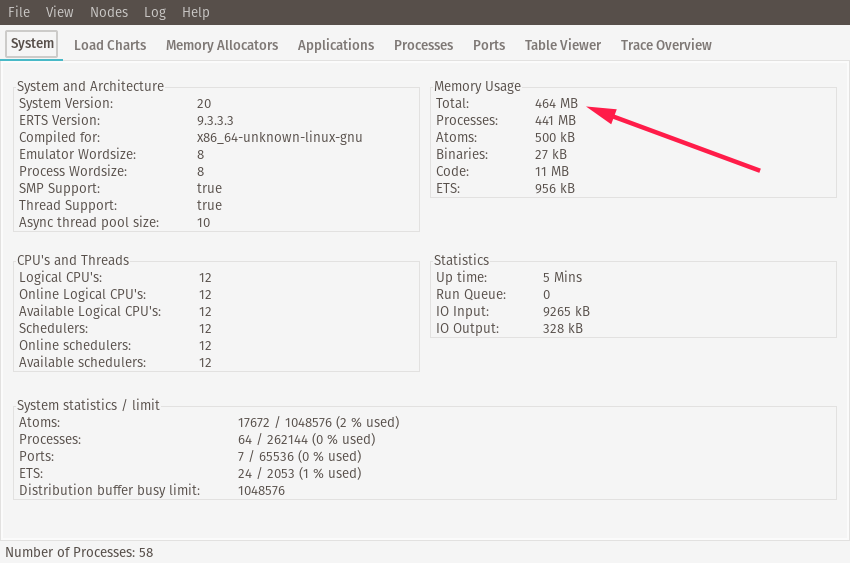 File View Nodes Log Help
System Load Charts Memory Allocators Applications Processes Ports Table Viewer Trace Overview
System and Architecture
System Version: 20
ERTS Version: 9.3.3.3
Compiled for: x86_64-unknown-linux-gnu
Emulator Wordsize: 8
Process Wordsize: 8
SMP Support: true
Thread Support: true
Async thread pool size: 10
Memory Usage
Total: 464 MB
Processes: 441 MB
Atoms: 500 kB
Binaries: 27 kB
Code: 11 MB
ETS: 956 kB
CPU's and Threads
Logical CPU's: 12
Online Logical CPU's: 12
Available Logical CPU's: 12
Schedulers: 12
Online schedulers: 12
Available schedulers: 12
Statistics
Up time: 5 Mins
Run Queue: 0
IO Input: 9265 kB
IO Output: 328 kB
System statistics / limit
Atoms: 17672 / 1048576 (2 % used)
Processes: 64 / 262144 (0 % used)
Ports: 7 / 65536 (0 % used)
ETS: 24 / 2053 (1 % used)
Distribution buffer busy limit: 1048576
Number of Processes: 58